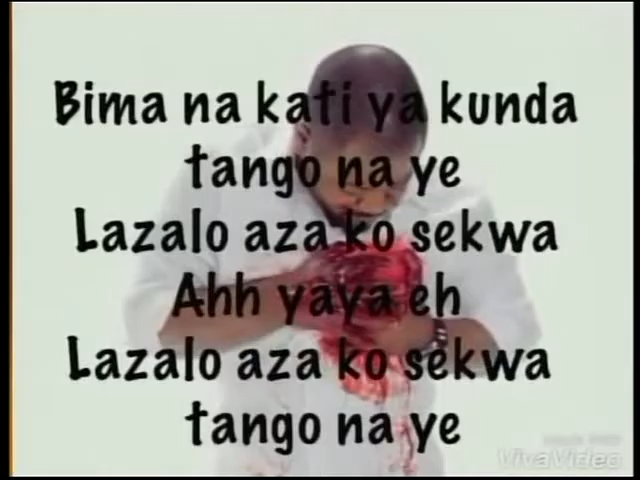 Bima na kati ya kunda
tango na ye
Lazalo aza ko sekwa
Ahh yaya eh
Lazalo aza ko sekwa
tango na ye
VivaVideo